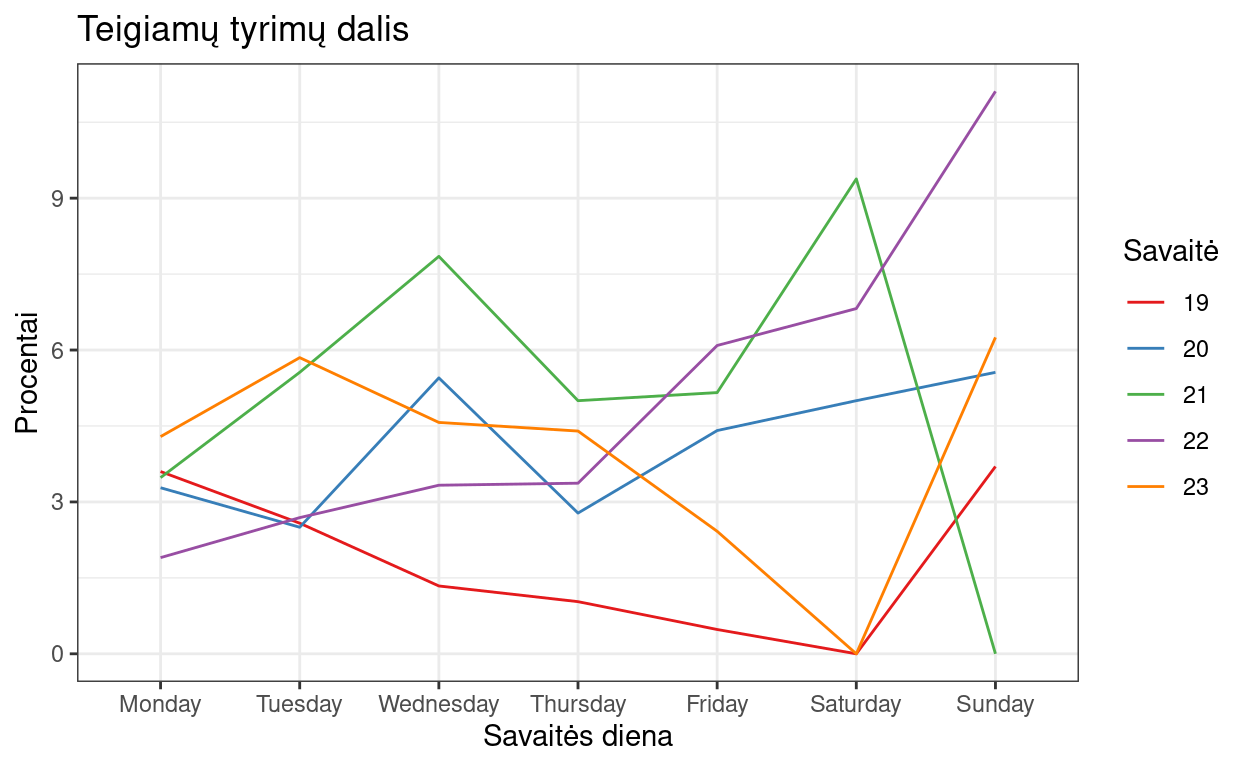 Teigiamų tyrimų dalis
Procentai
9
6
3
0
Monday Tuesday Wednesday Thursday Friday Saturday Sunday
Savaitės diena
Savaitė
19
20
21
22
23